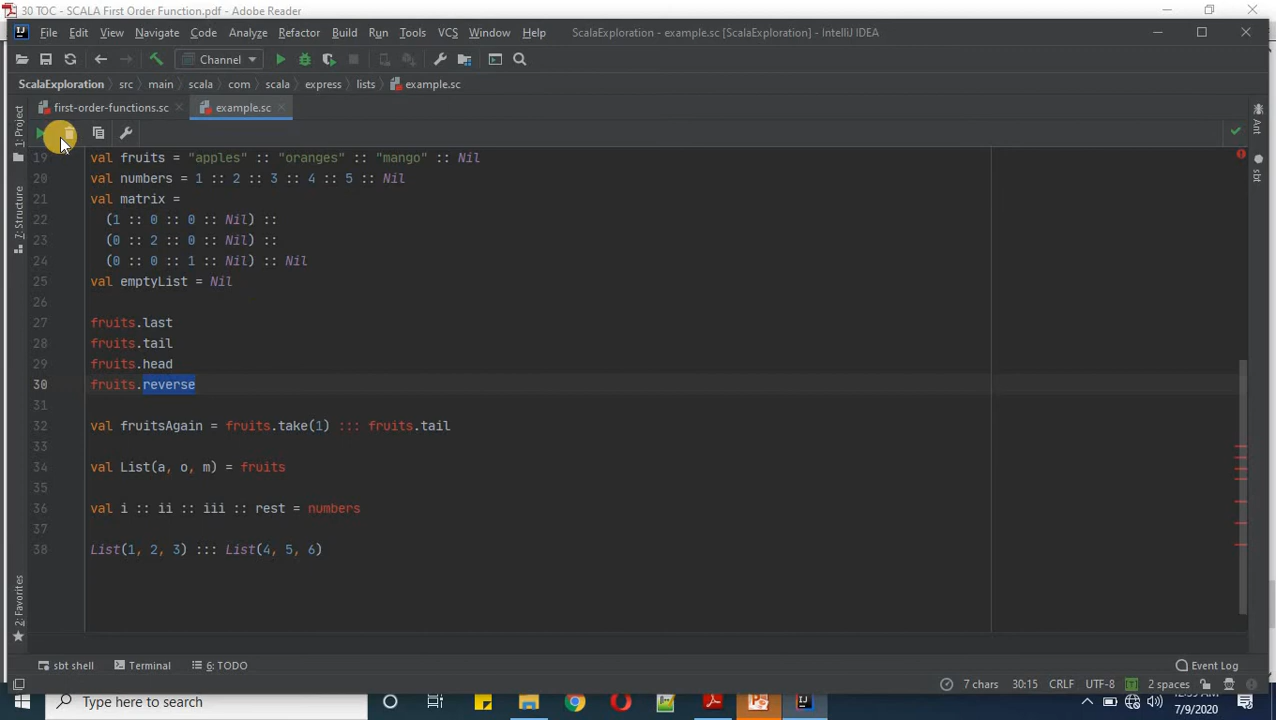 30 TOC - SCALA First Order Function.pdf - Adobe Reader
File Edit View Navigate Code Analyze Refactor Build Run Tools VCS Window Help ScalaExploration - example.sc [ScalaExploration] - IntelliJ IDEA
Channel
ScalaExploration src main scala com scala express lists example.sc
first-order-functions.sc example.sc
1: Project
7: Structure
2: Favorites
Ant
sbt
19 val fruits = "apples" :: "oranges" :: "mango" :: Nil
20 val numbers = 1 :: 2 :: 3 :: 4 :: 5 :: Nil
21 val matrix =
22 (1 :: 0 :: 0 :: Nil) ::
23 (0 :: 2 :: 0 :: Nil) ::
24 (0 :: 0 :: 1 :: Nil) :: Nil
25 val emptyList = Nil
26
27 fruits.last
28 fruits.tail
29 fruits.head
30 fruits.reverse
31
32 val fruitsAgain = fruits.take(1) ::: fruits.tail
33
34 val List(a, o, m) = fruits
35
36 val i :: ii :: iii :: rest = numbers
37
38 List(1, 2, 3) ::: List(4, 5, 6)
sbt shell Terminal 6: TODO Event Log
7 chars 30:15 CRLF UTF-8 2 spaces
Type here to search
7/9/2020